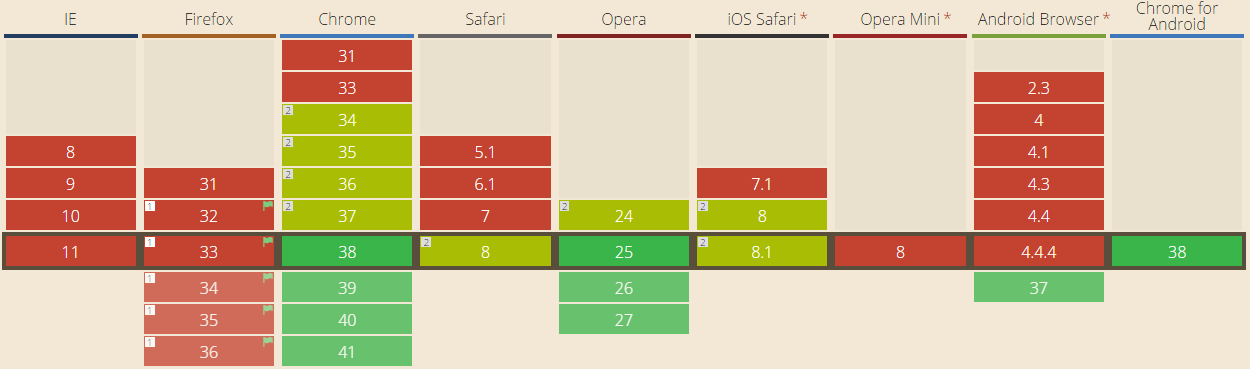 IE Firefox Chrome Safari Opera iOS Safari * Opera Mini * Android Browser * Chrome for Android
31
33 2.3
2 34 4
8 2 35 5.1 4.1
9 31 2 36 6.1 7.1 4.3
10 1 32 2 37 7 2 24 2 8 4.4
11 1 33 38 2 8 25 2 8.1 8 4.4.4 38
1 34 39 26 37
1 35 40 27
1 36 41